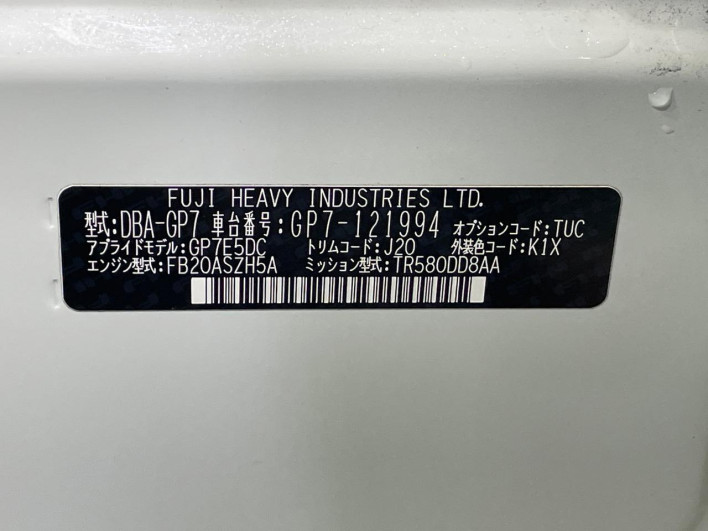 FUJI HEAVY INDUSTRIES LTD.
型式:DBA-GP7 車台番号:GP7-121994 オプションコード:TUC
アプライドモデル:GP7E5DC トリムコード:J20 外装色コード:K1X
エンジン型式:FB20ASZH5A ミッション型式:TR580DD8AA